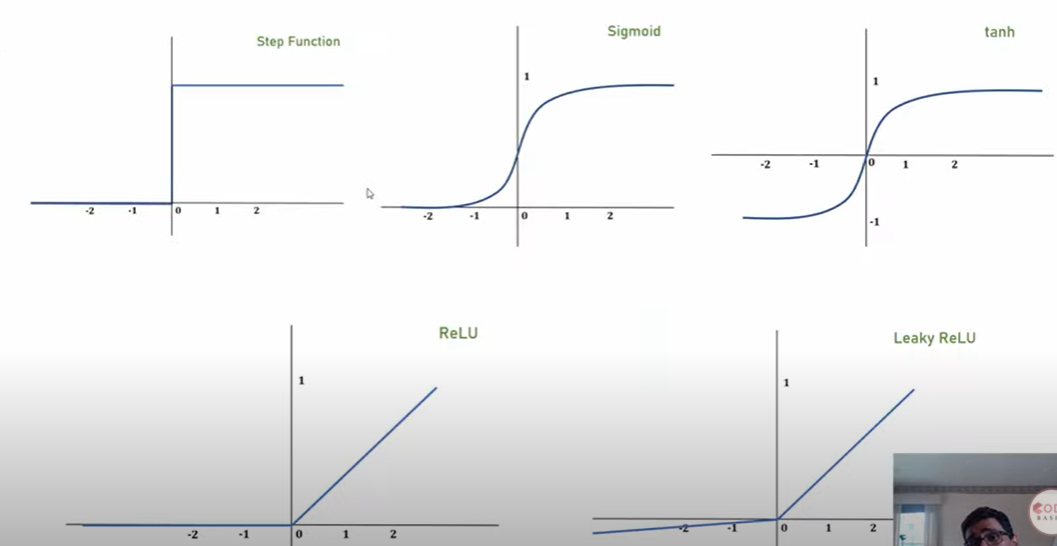 Step Function
-2 -1 0 1 2
Sigmoid
1
-2 -1 0 1 2
tanh
1
-2 -1 0 1 2
-1
ReLU
1
-2 -1 0 1 2
Leaky ReLU
1
-2 -1 0 1 2